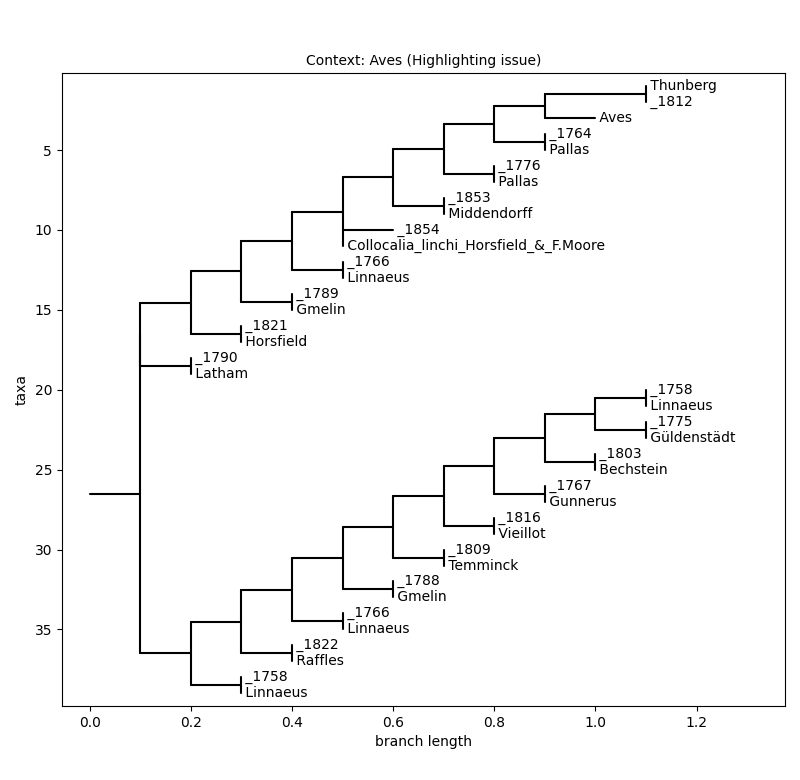 Context: Aves (Highlighting issue)
Thunberg
_1812
Aves
_1764
Pallas
5
_1776
Pallas
_1853
Middendorff
10
_1854
Collocalia_linchi_Horsfield_&_F.Moore
_1766
Linnaeus
_1789
Gmelin
15
_1821
Horsfield
_1790
Latham
taxa
20
_1758
Linnaeus
_1775
Güldenstädt
_1803
Bechstein
25
_1767
Gunnerus
_1816
Vieillot
30
_1809
Temminck
_1788
Gmelin
_1766
Linnaeus
35
_1822
Raffles
_1758
Linnaeus
0.0 0.2 0.4 0.6 0.8 1.0 1.2
branch length